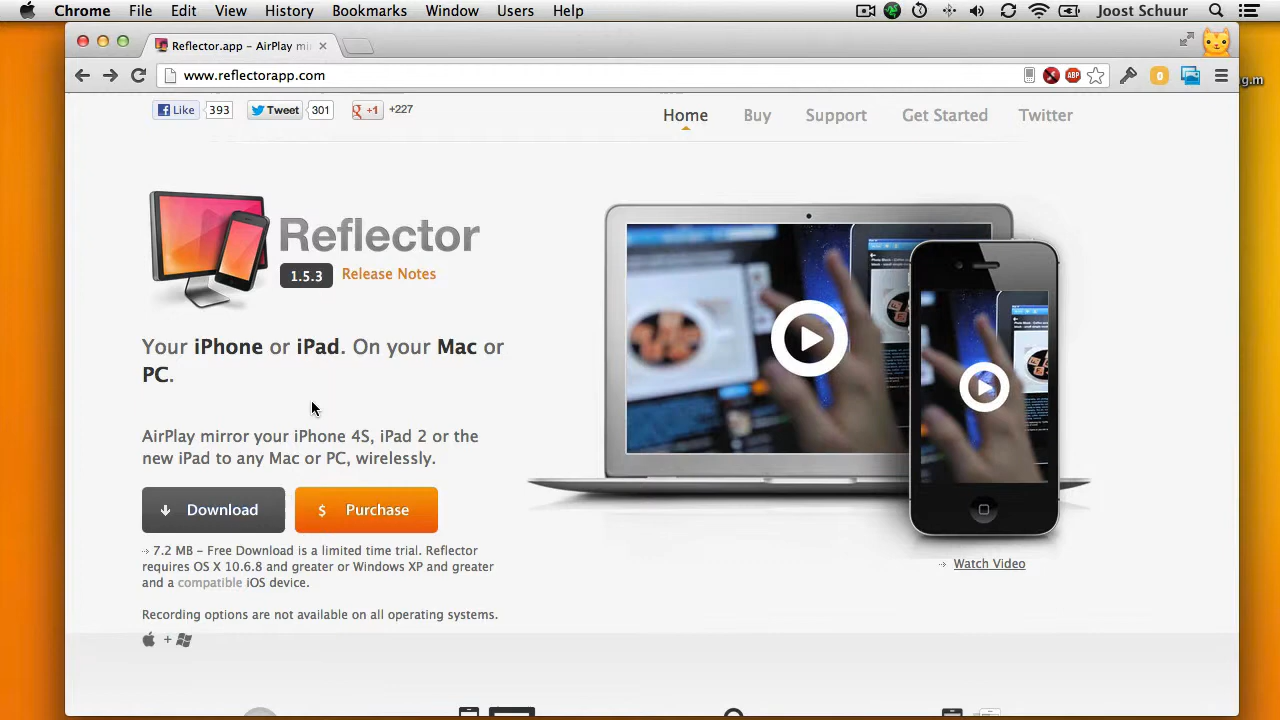 Chrome File Edit View History Bookmarks Window Users Help Joost Schuur
Reflector.app – AirPlay mi
www.reflectorapp.com
ABP 0
ng.m
Like 393 Tweet 301 +1 +227
Home Buy Support Get Started Twitter
Reflector
1.5.3 Release Notes
Your iPhone or iPad. On your Mac or
PC.
AirPlay mirror your iPhone 4S, iPad 2 or the
new iPad to any Mac or PC, wirelessly.
Download $ Purchase
7.2 MB – Free Download is a limited time trial. Reflector
requires OS X 10.6.8 and greater or Windows XP and greater
and a compatible iOS device.
Watch Video
Recording options are not available on all operating systems.
+